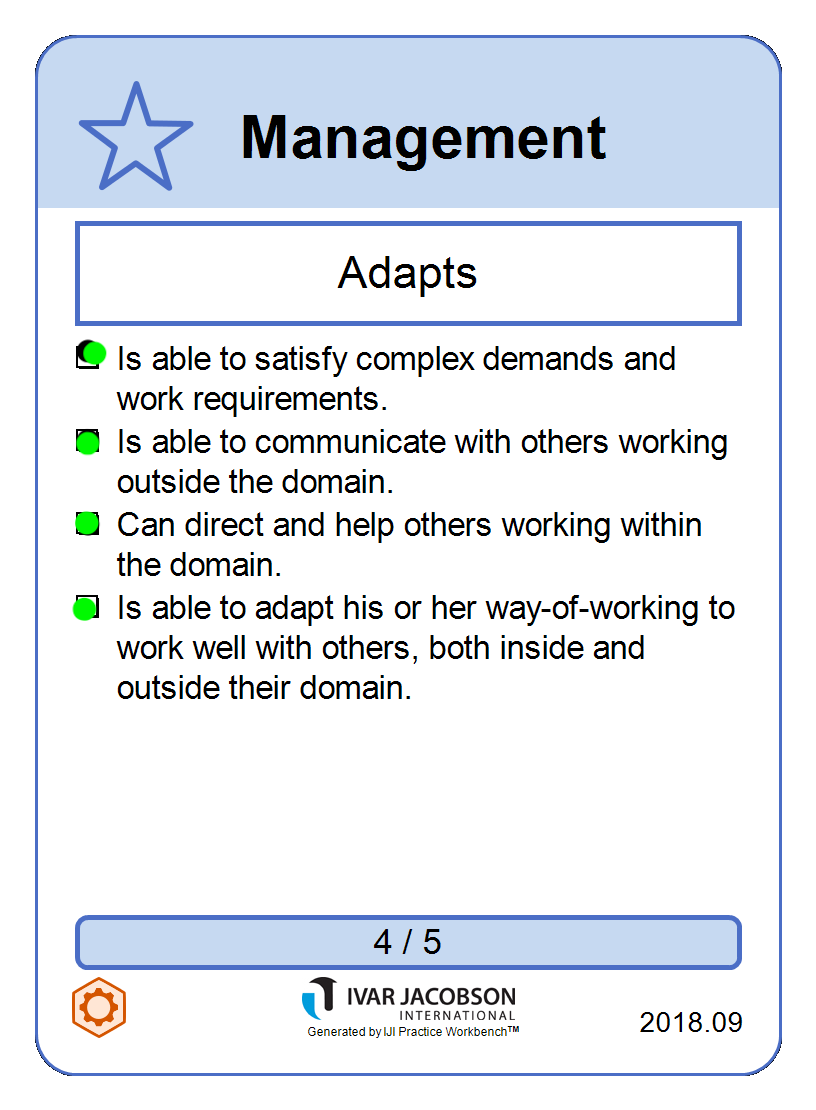 Management
Adapts
Is able to satisfy complex demands and
work requirements.
Is able to communicate with others working
outside the domain.
Can direct and help others working within
the domain.
Is able to adapt his or her way-of-working to
work well with others, both inside and
outside their domain.
4 / 5
IVAR JACOBSON
INTERNATIONAL
Generated by IJI Practice Workbench™
2018.09